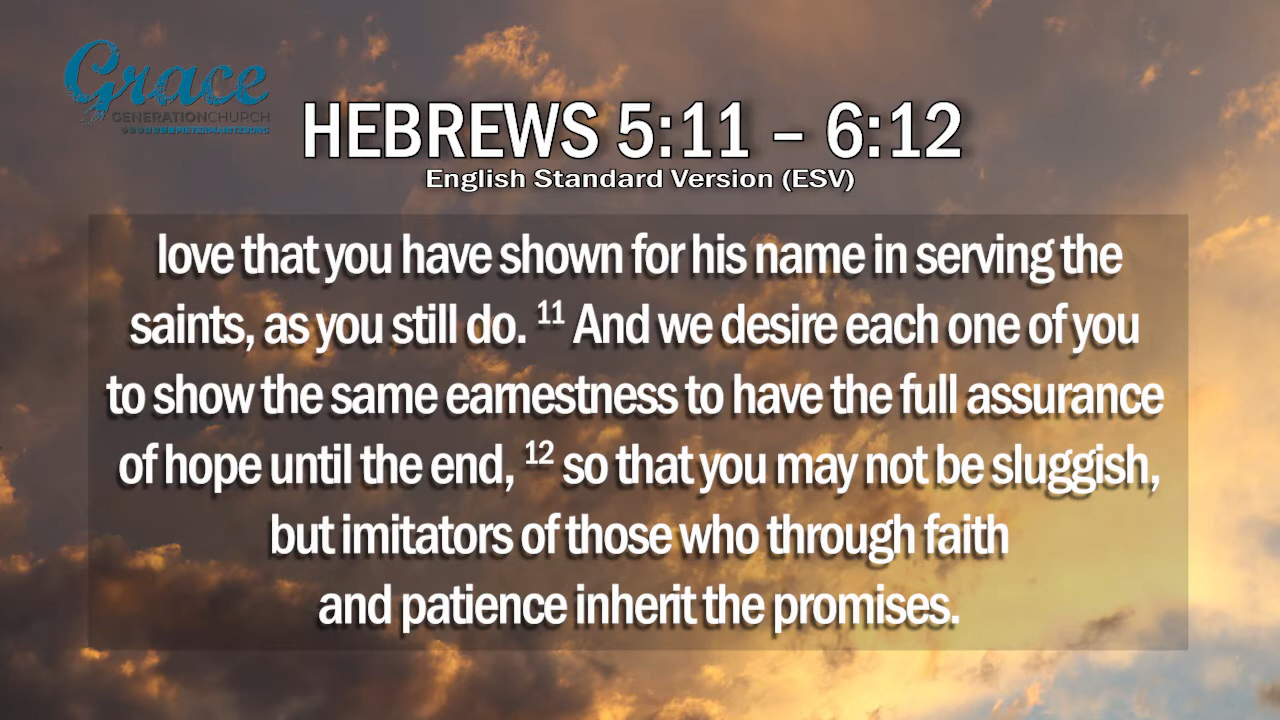 Grace
GENERATIONCHURCH
HEBREWS 5:11 – 6:12
English Standard Version (ESV)
love that you have shown for his name in serving the
saints, as you still do. 11 And we desire each one of you
to show the same earnestness to have the full assurance
of hope until the end, 12 so that you may not be sluggish,
but imitators of those who through faith
and patience inherit the promises.